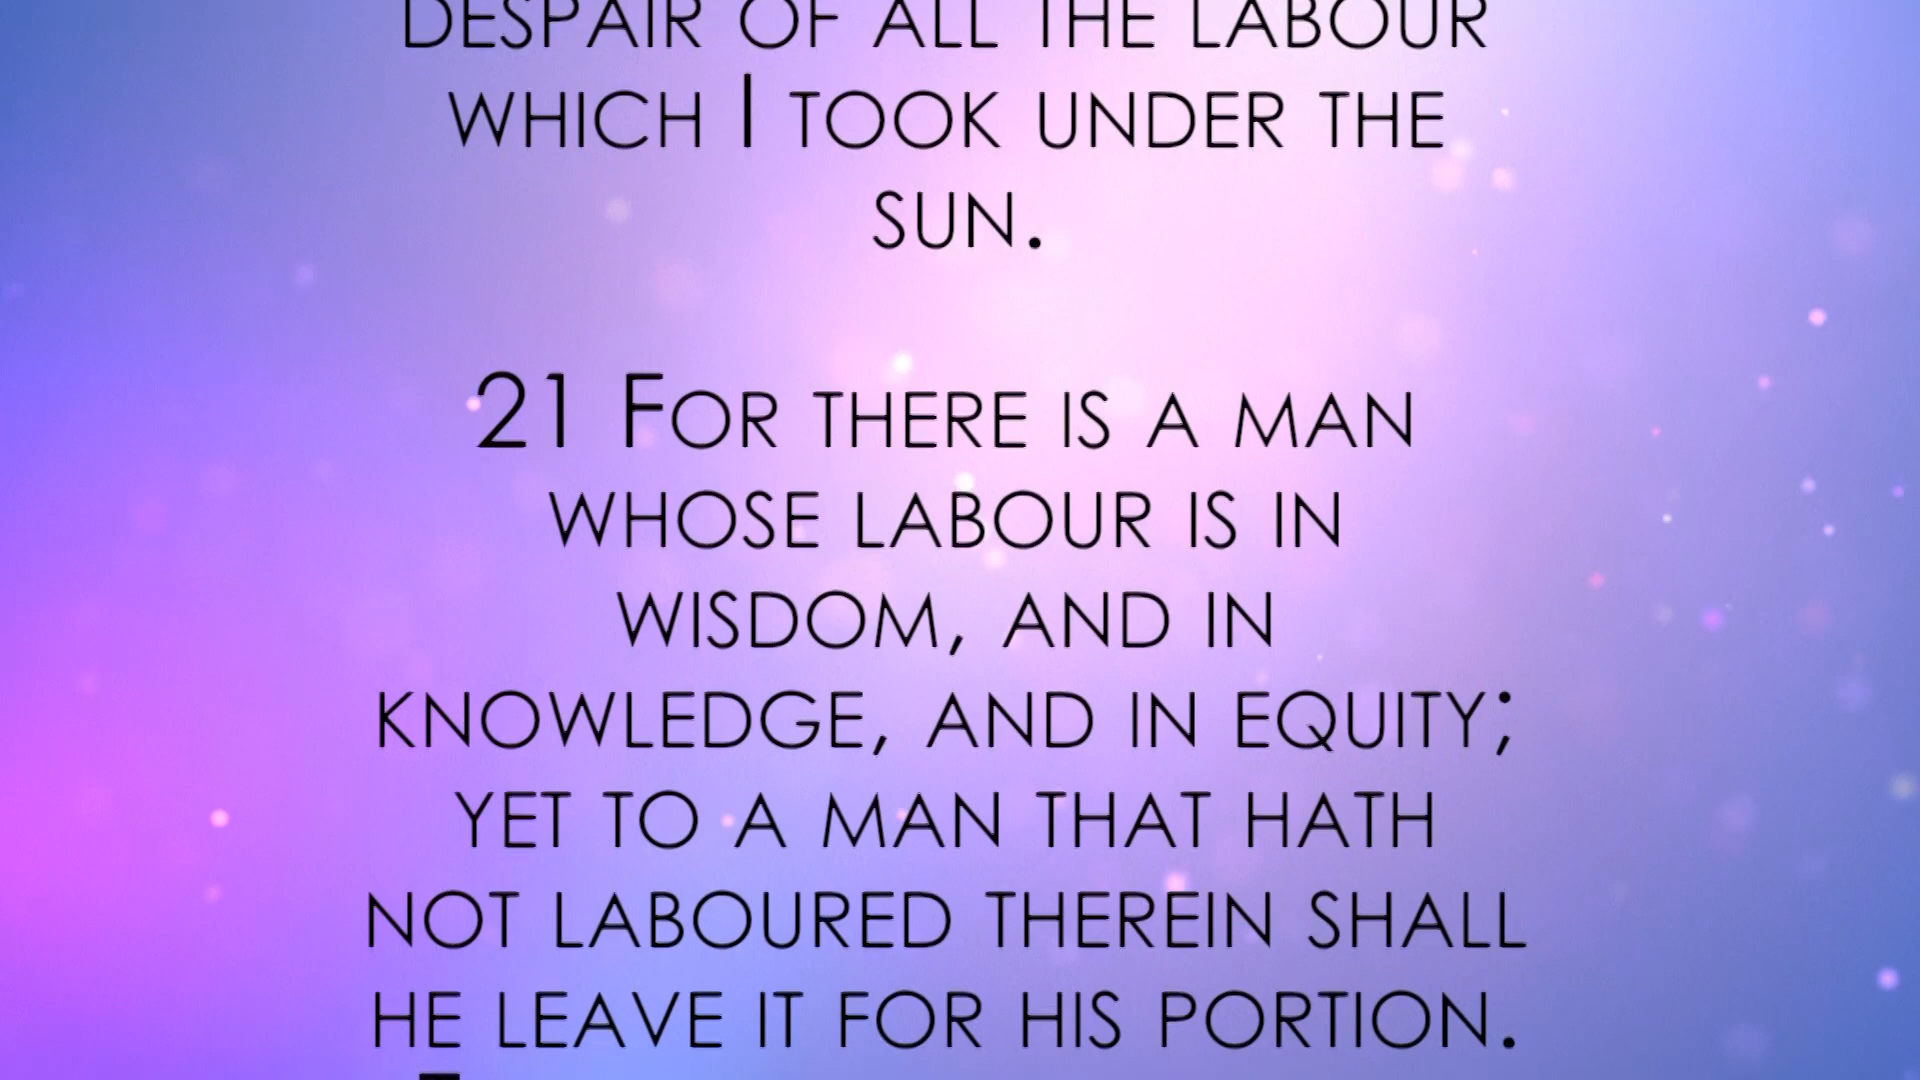 DESPAIR OF ALL THE LABOUR
WHICH I TOOK UNDER THE
SUN.
21 FOR THERE IS A MAN
WHOSE LABOUR IS IN
WISDOM, AND IN
KNOWLEDGE, AND IN EQUITY;
YET TO A MAN THAT HATH
NOT LABOURED THEREIN SHALL
HE LEAVE IT FOR HIS PORTION.